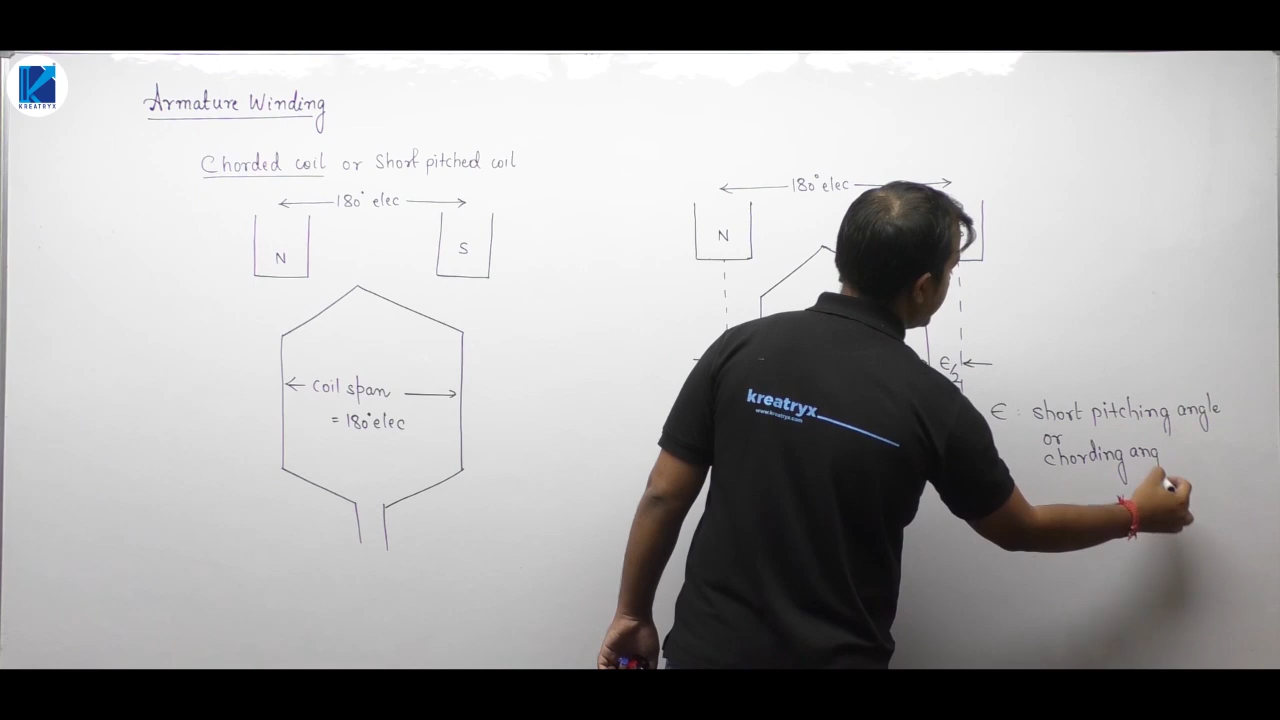 KREATRYX
Armature Winding
Chorded coil or Short pitched coil
180° elec
N
S
coil span
= 180° elec
180° elec
N
ϵ/2
ϵ : short pitching angle
or
chording ang
kreatryx
www.kreatryx.com